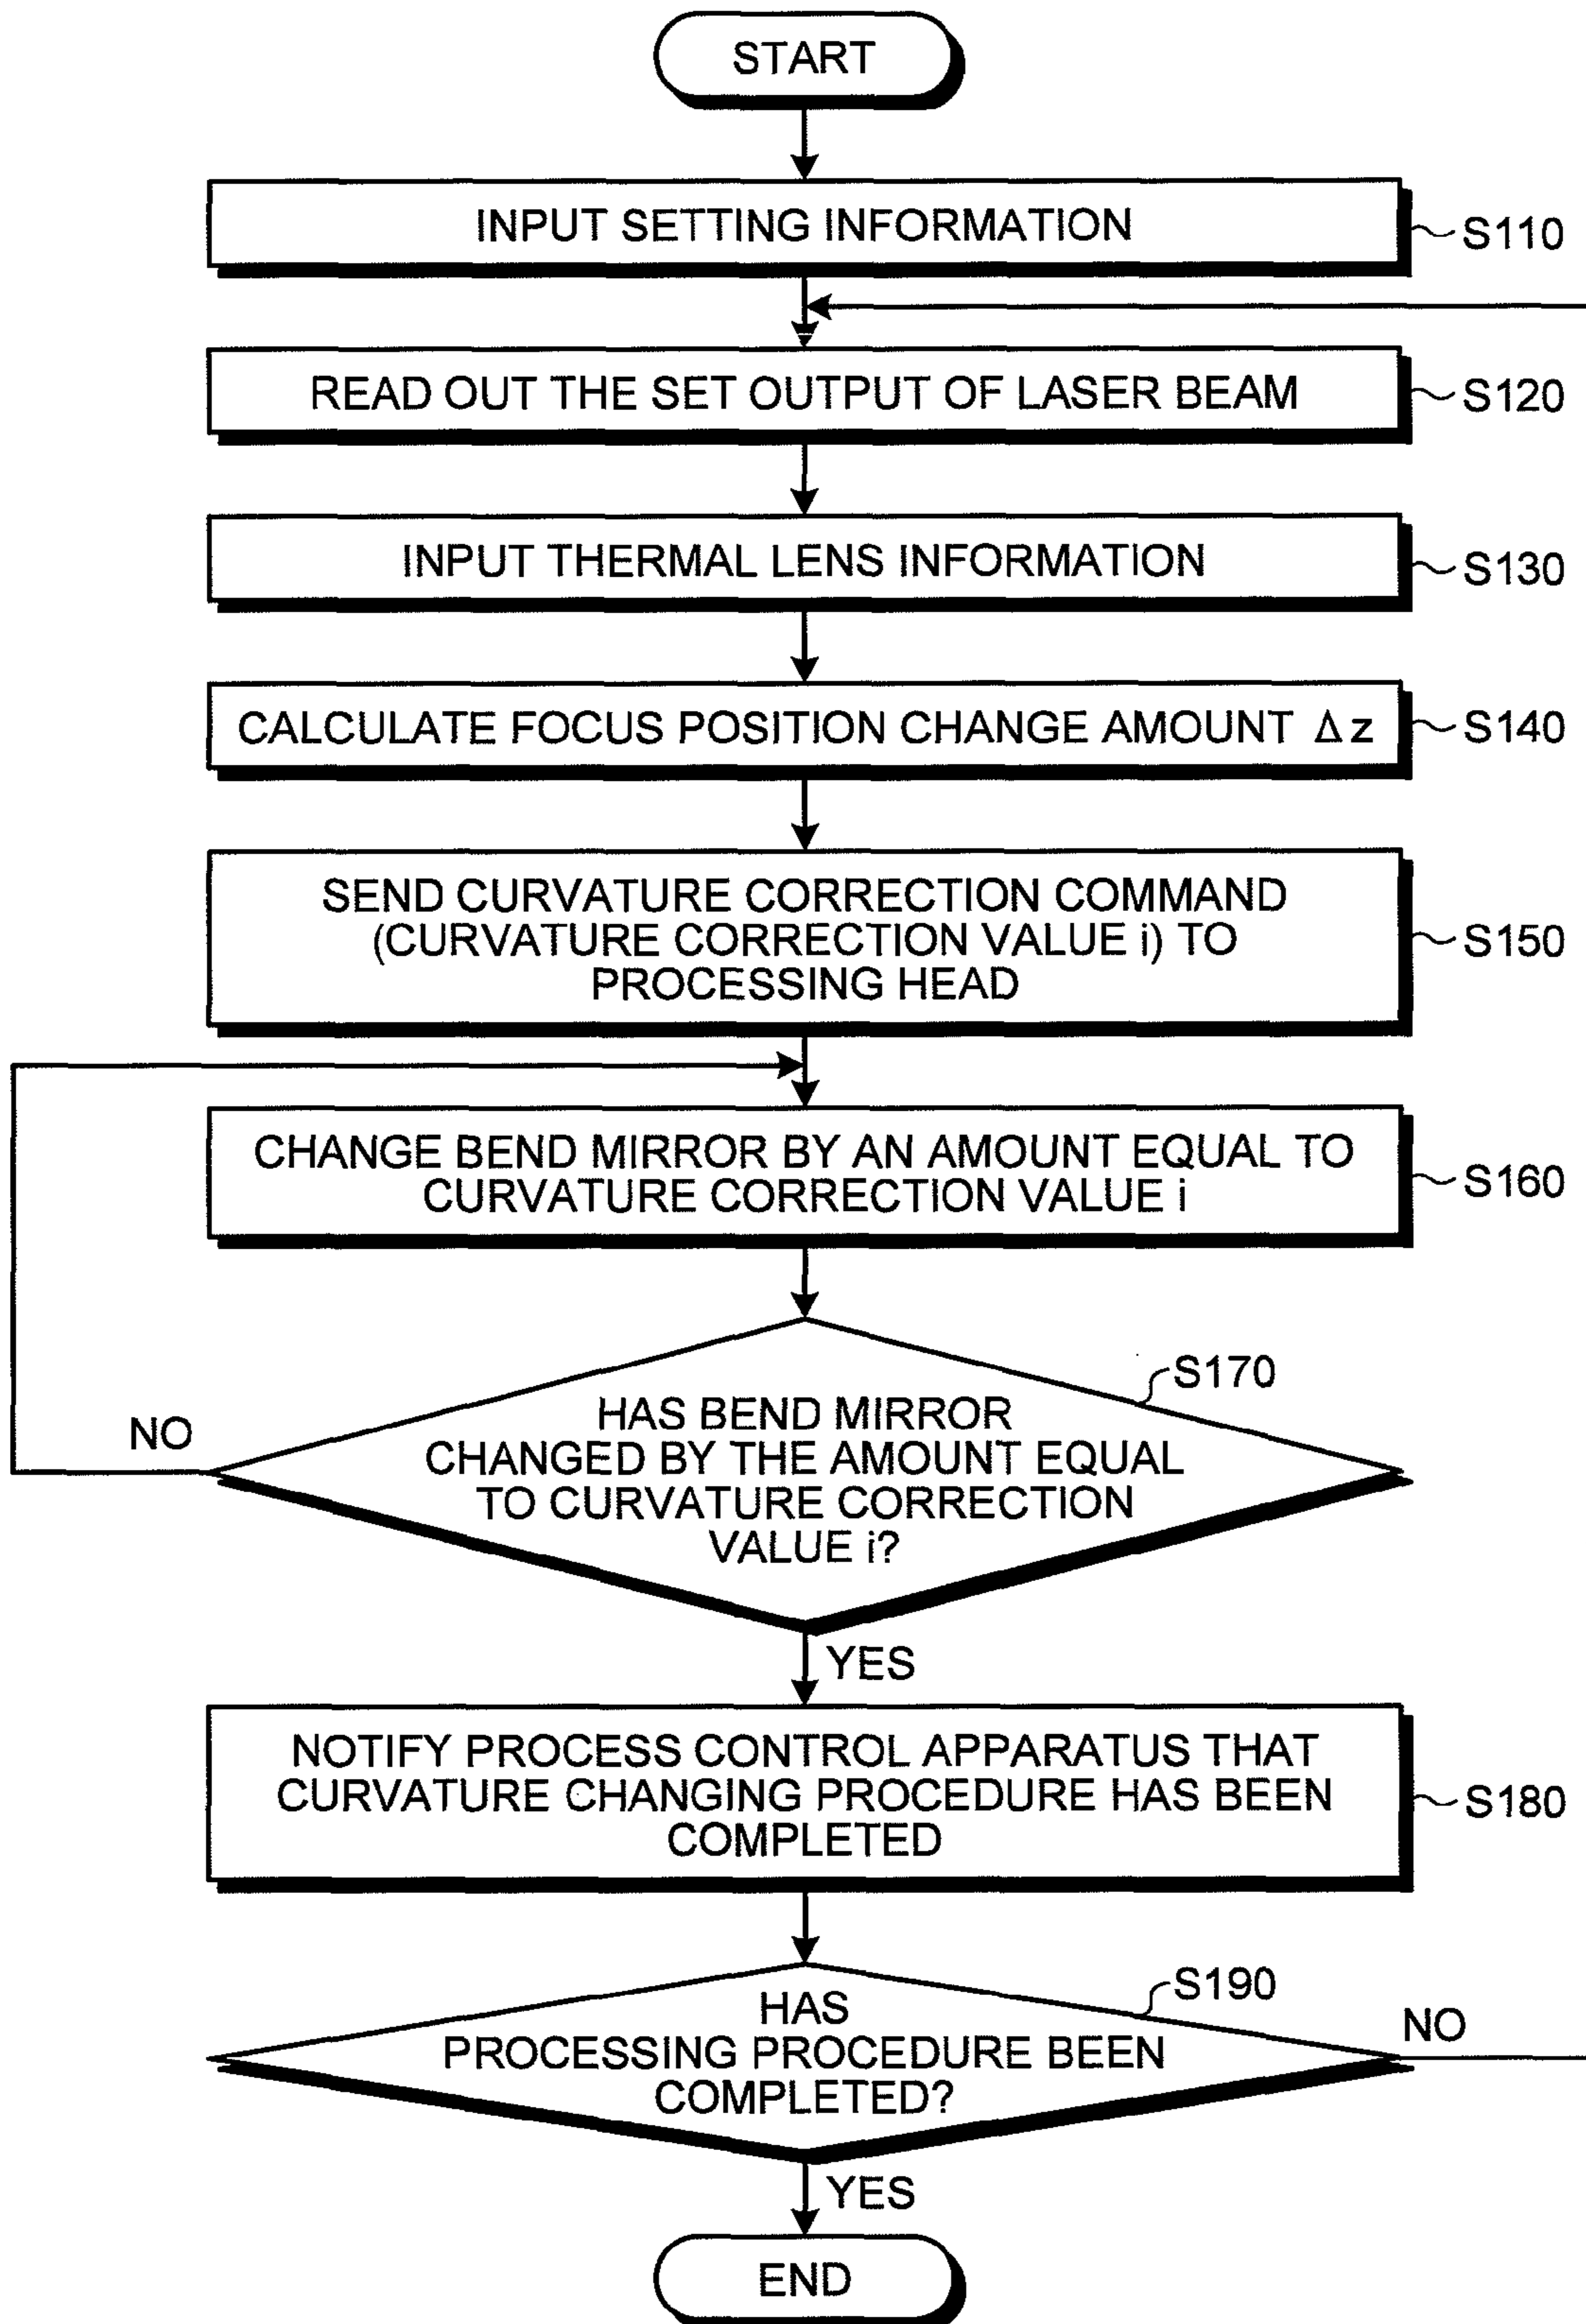 START
INPUT SETTING INFORMATION
S110
READ OUT THE SET OUTPUT OF LASER BEAM
S120
INPUT THERMAL LENS INFORMATION
S130
CALCULATE FOCUS POSITION CHANGE AMOUNT Δz
S140
SEND CURVATURE CORRECTION COMMAND
(CURVATURE CORRECTION VALUE i) TO
PROCESSING HEAD
S150
CHANGE BEND MIRROR BY AN AMOUNT EQUAL TO
CURVATURE CORRECTION VALUE i
S160
S170
HAS BEND MIRROR
CHANGED BY THE AMOUNT EQUAL
TO CURVATURE CORRECTION
VALUE i?
NO
YES
NOTIFY PROCESS CONTROL APPARATUS THAT
CURVATURE CHANGING PROCEDURE HAS BEEN
COMPLETED
S180
S190
HAS
PROCESSING PROCEDURE BEEN
COMPLETED?
NO
YES
END